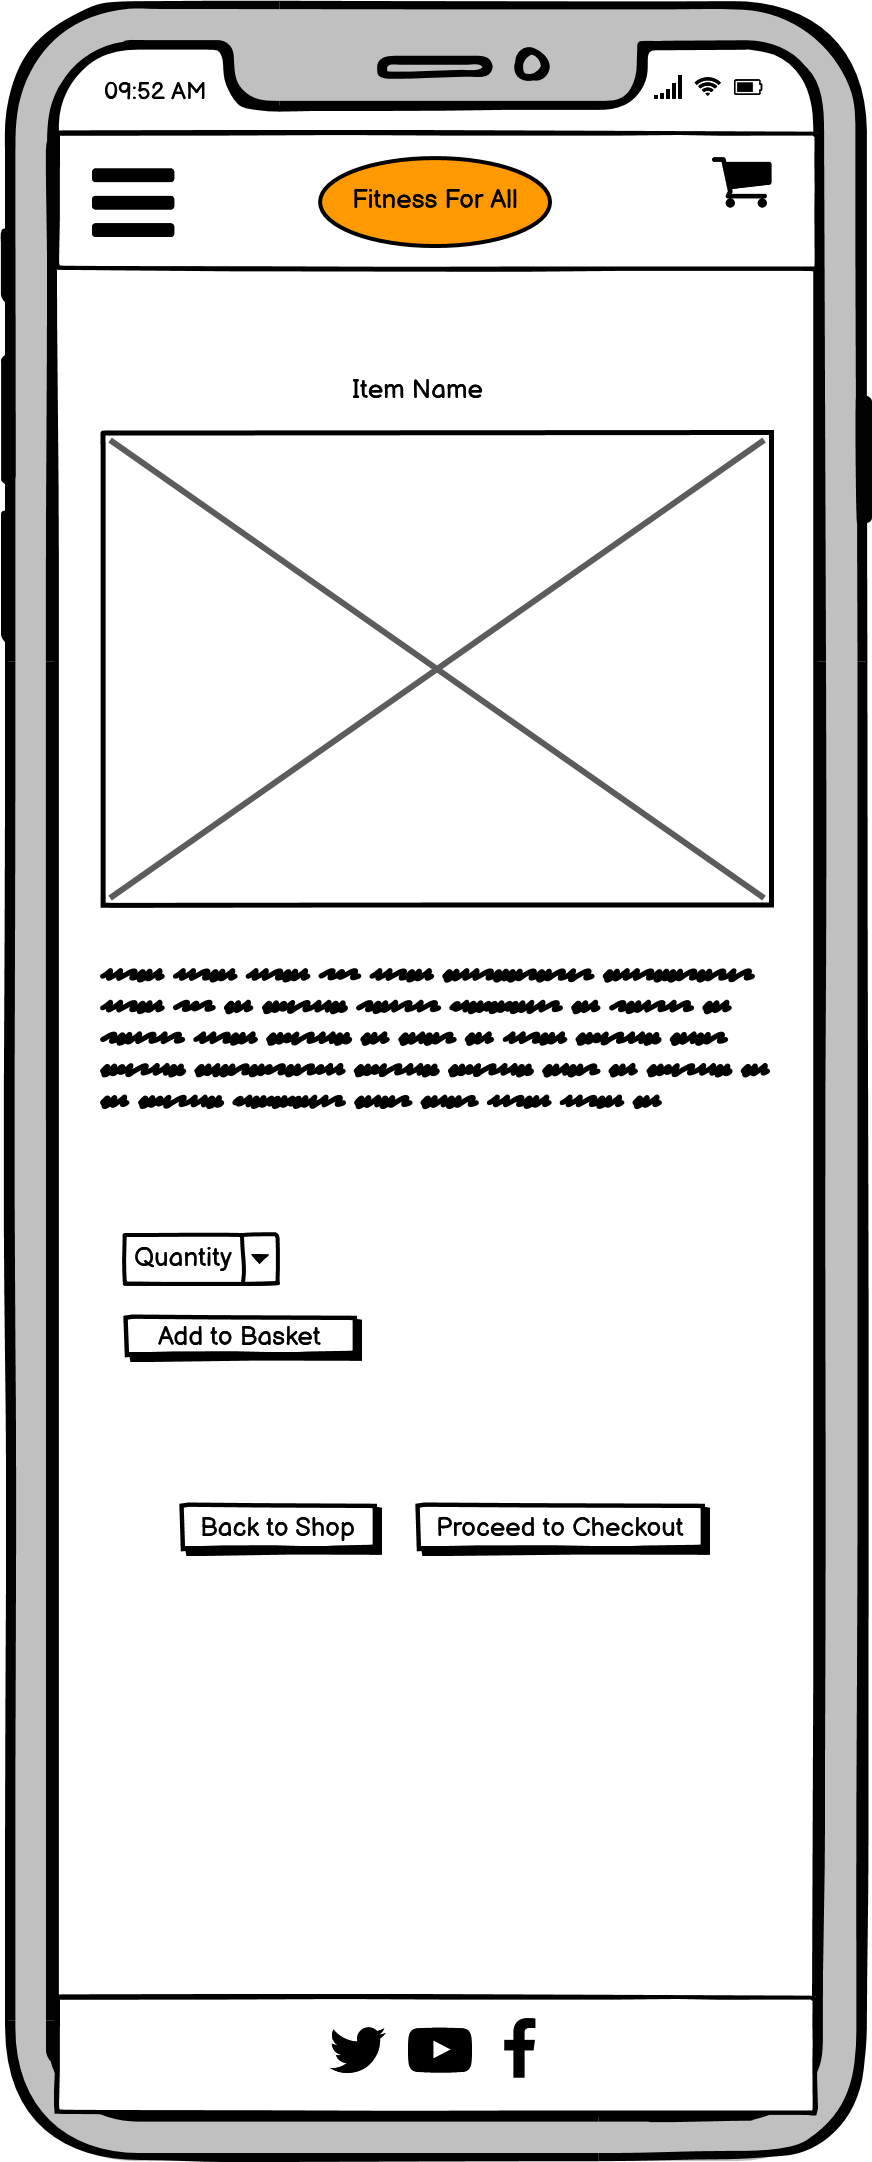 09:52 AM
Fitness For All
Item Name
Quantity
Add to Basket
Back to Shop
Proceed to Checkout